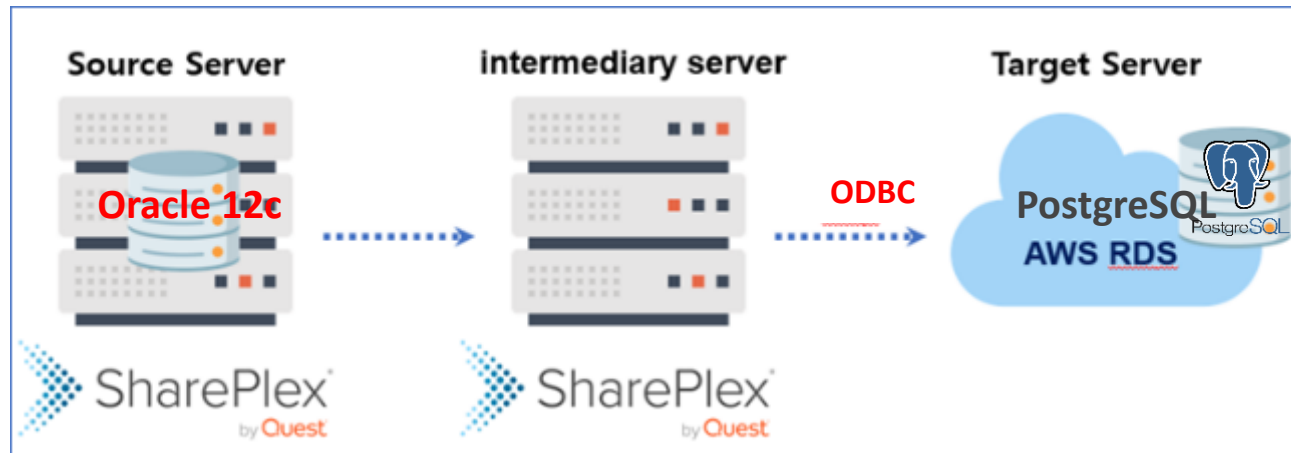 Source Server
intermediary server
Target Server
Oracle 12c
ODBC
PostgreSQL
PostgreSQL
AWS RDS
SharePlex
by Quest
SharePlex
by Quest